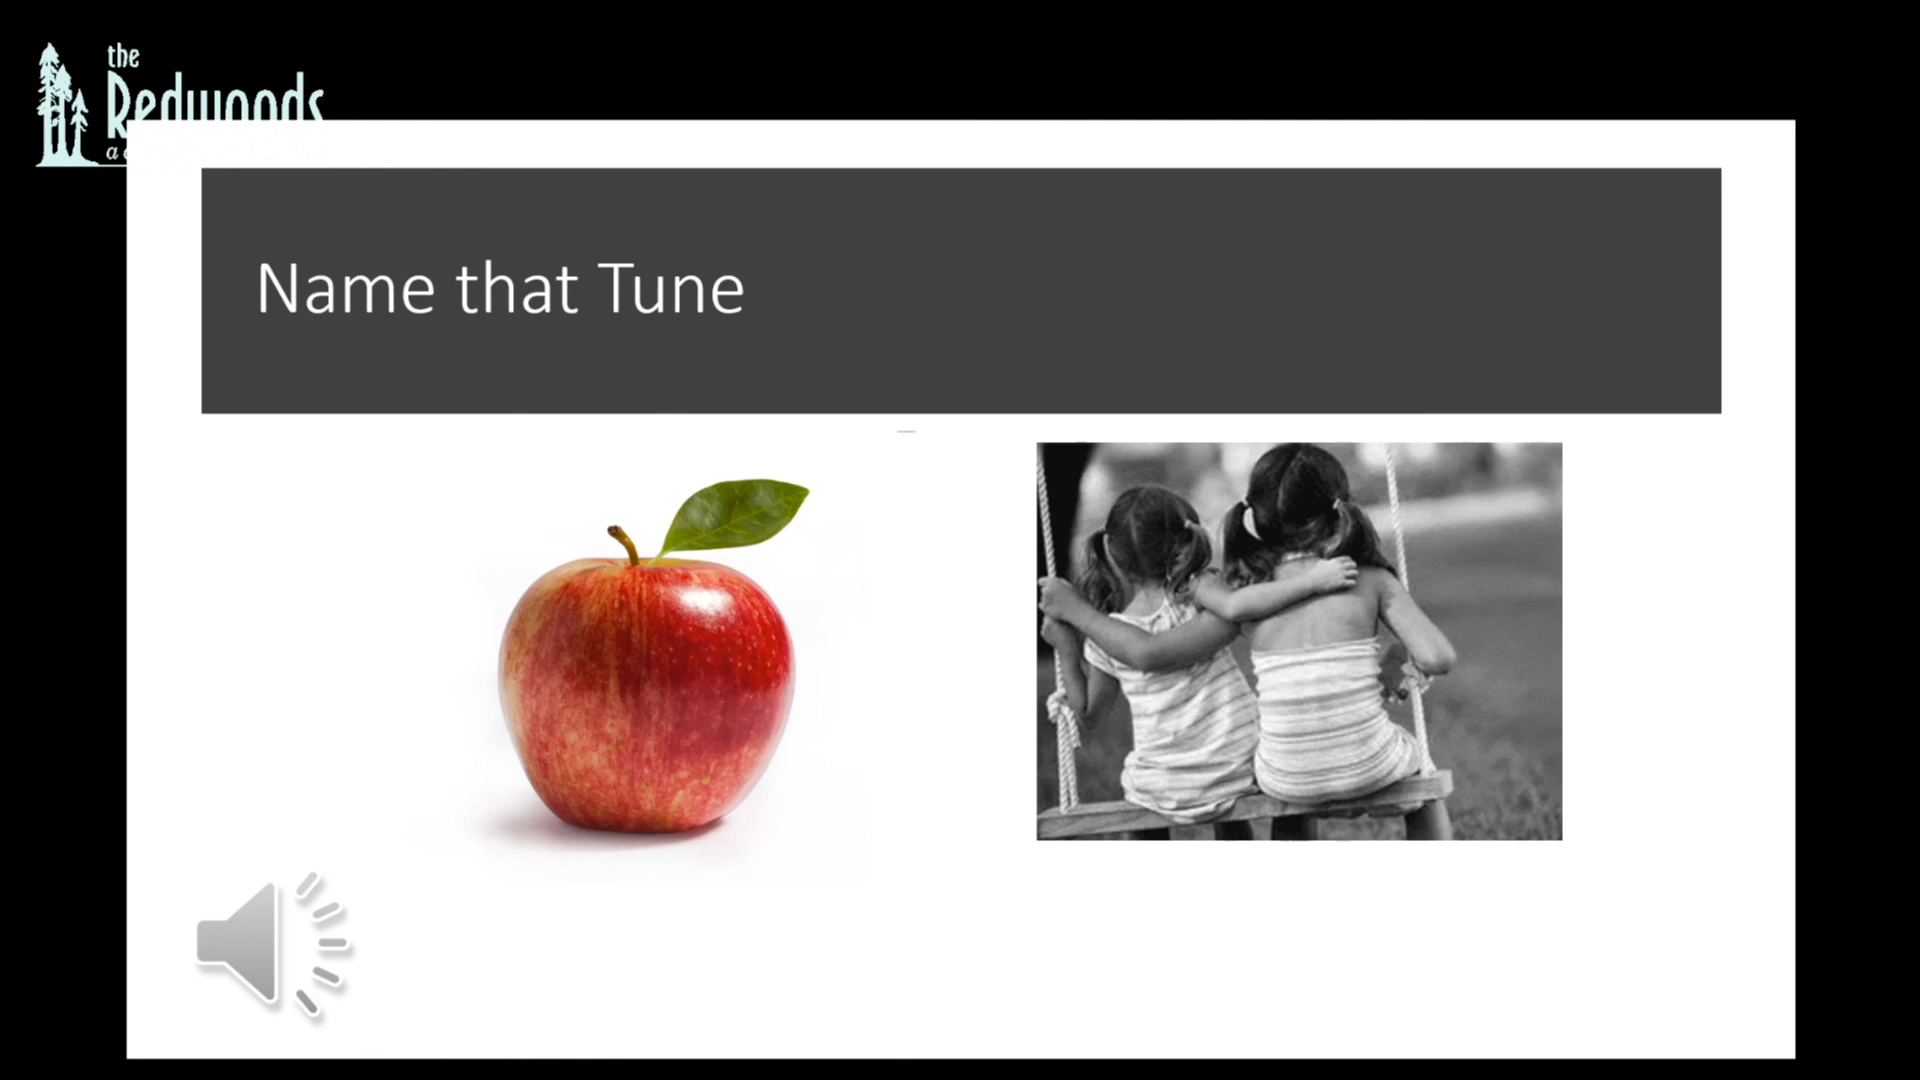 the
Redwoods
a
Name that Tune